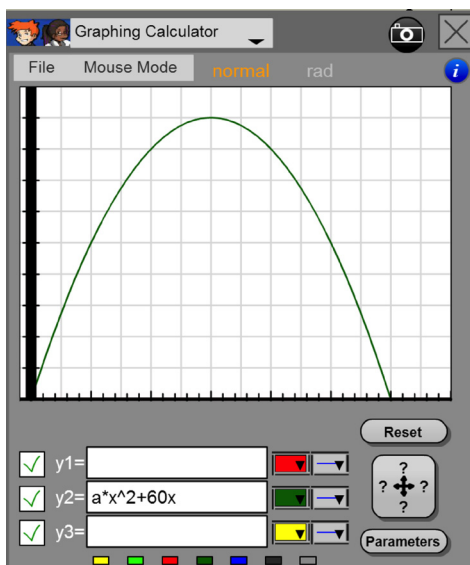 Graphing Calculator
File Mouse Mode normal rad i
Reset
y1=
y2= a*x^2+60x
y3=
?
? ?
?
Parameters